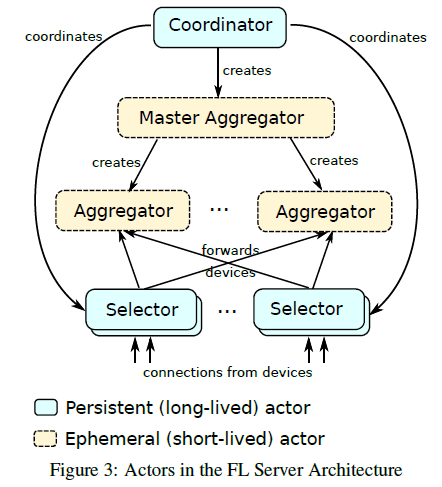 Coordinator
coordinates
coordinates
creates
Master Aggregator
creates
creates
Aggregator
...
Aggregator
forwards
devices
Selector
...
Selector
connections from devices
Persistent (long-lived) actor
Ephemeral (short-lived) actor
Figure 3: Actors in the FL Server Architecture